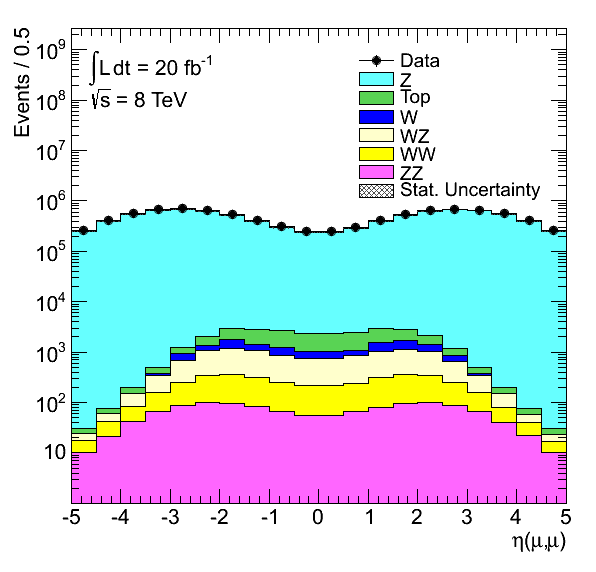 Events / 0.5
10⁹
10⁸
10⁷
10⁶
10⁵
10⁴
10³
10²
10
∫L dt = 20 fb⁻¹
√s = 8 TeV
Data
Z
Top
W
WZ
WW
ZZ
Stat. Uncertainty
-5 -4 -3 -2 -1 0 1 2 3 4 5
η(μ,μ)